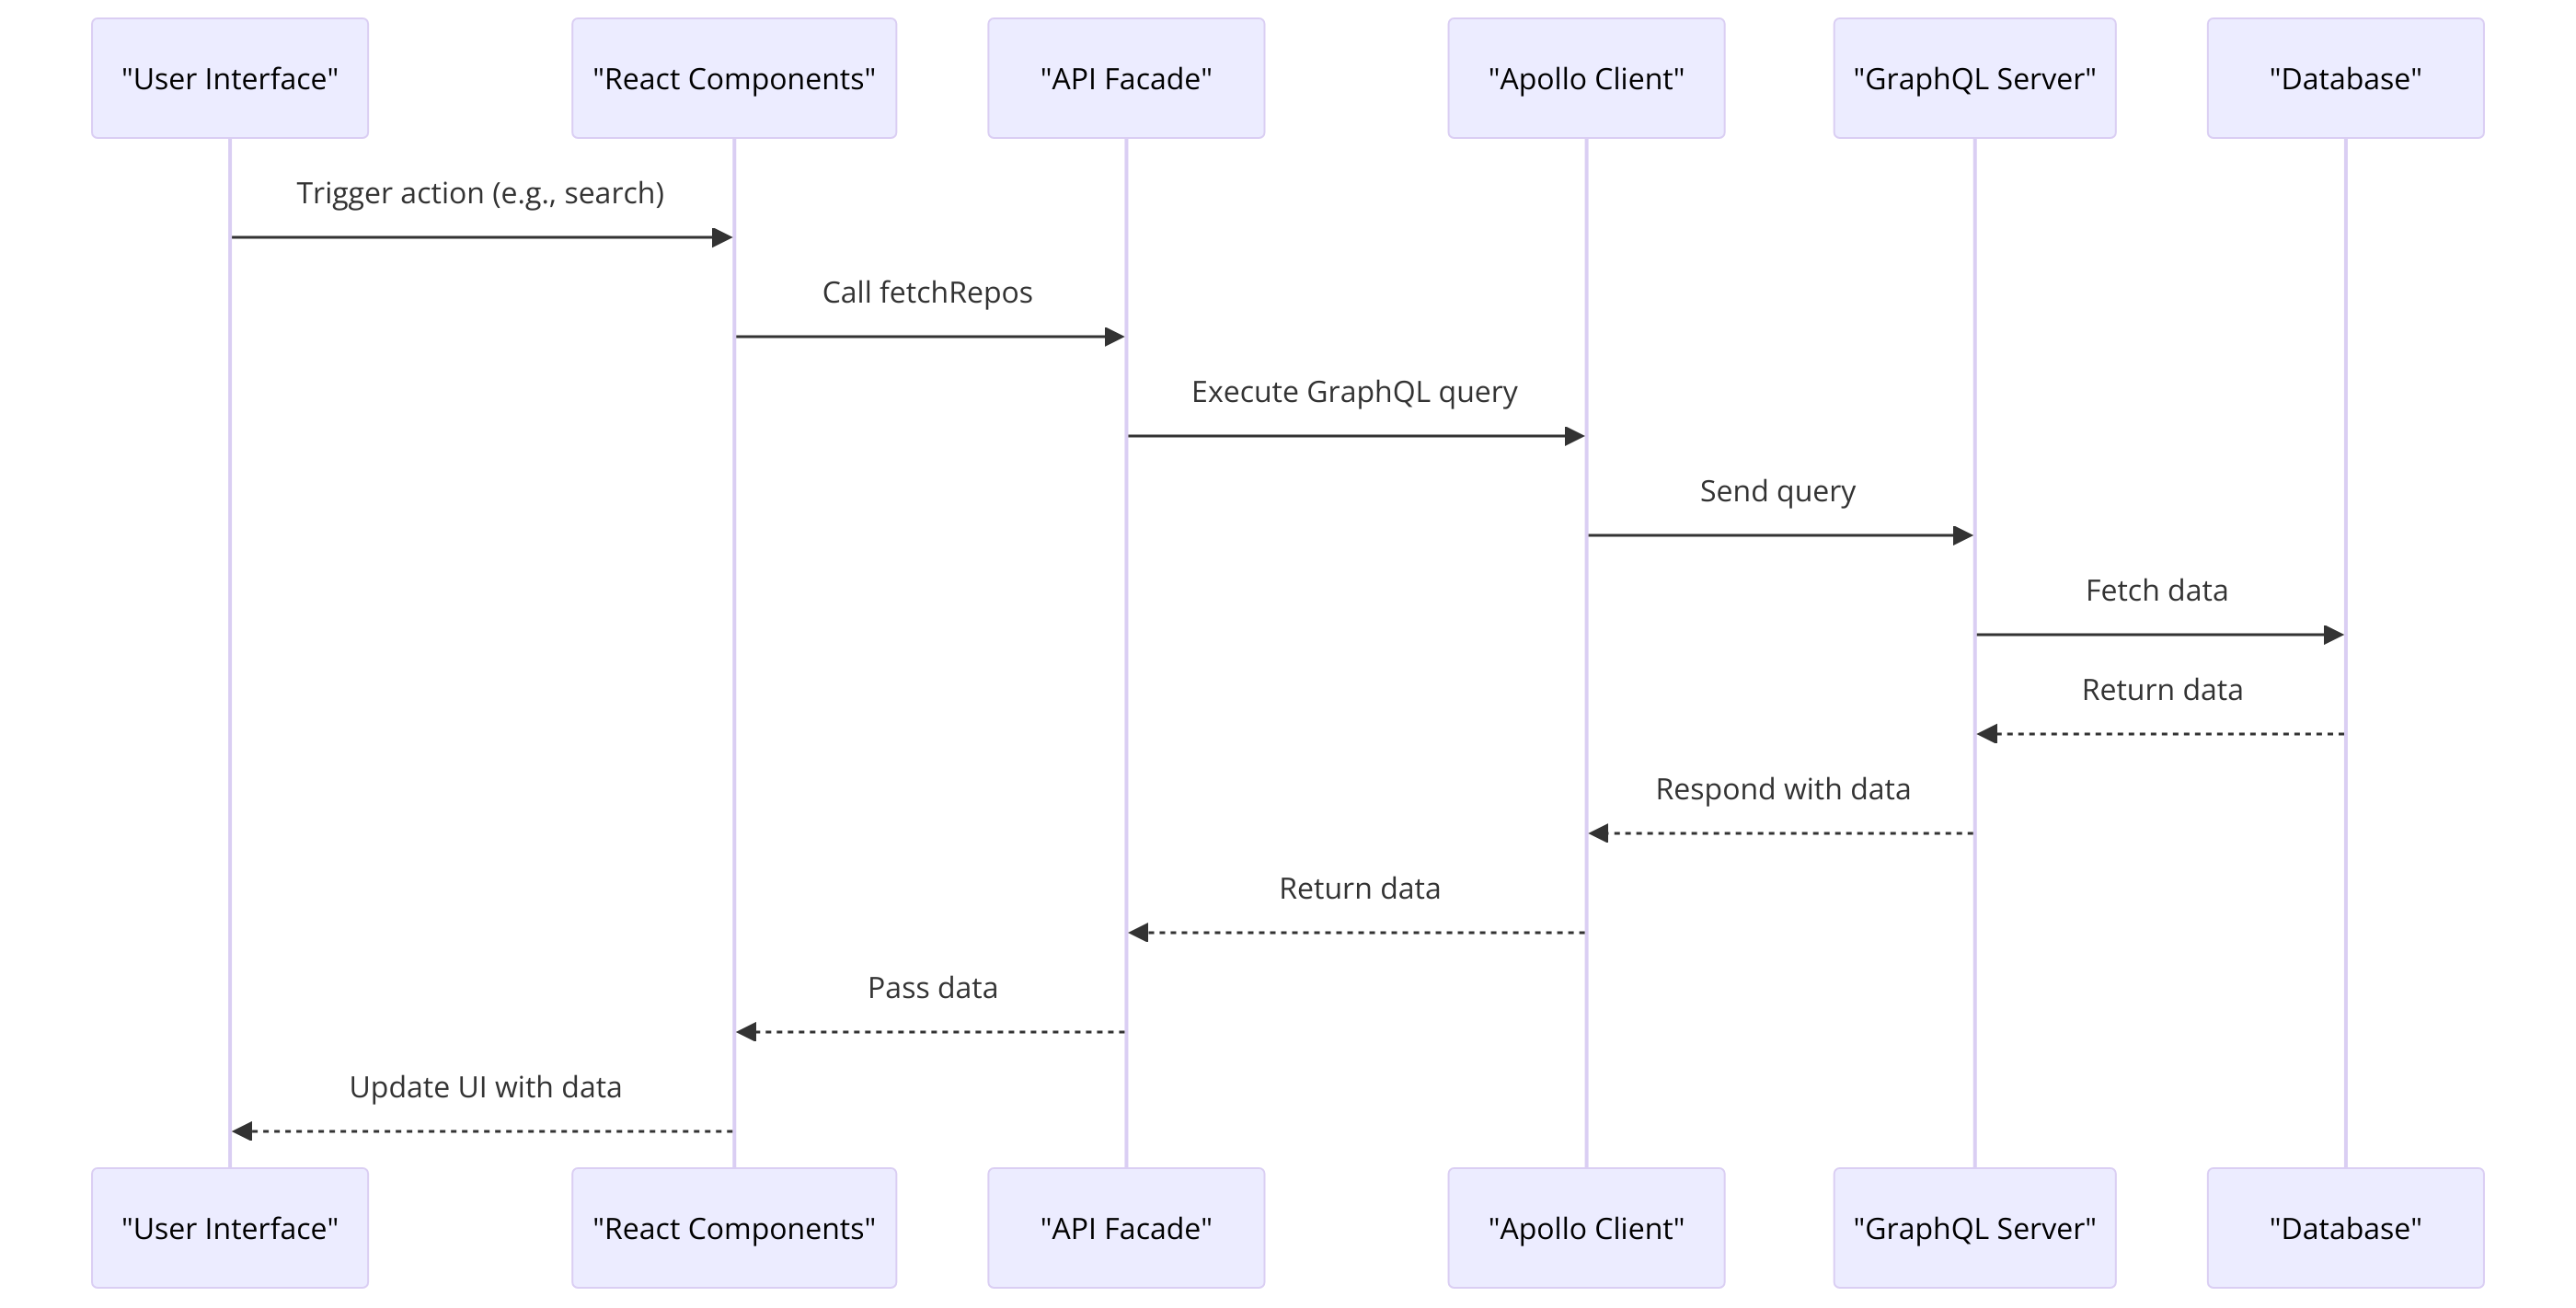 "User Interface"
"React Components"
"API Facade"
"Apollo Client"
"GraphQL Server"
"Database"
Trigger action (e.g., search)
Call fetchRepos
Execute GraphQL query
Send query
Fetch data
Return data
Respond with data
Return data
Pass data
Update UI with data
"User Interface"
"React Components"
"API Facade"
"Apollo Client"
"GraphQL Server"
"Database"